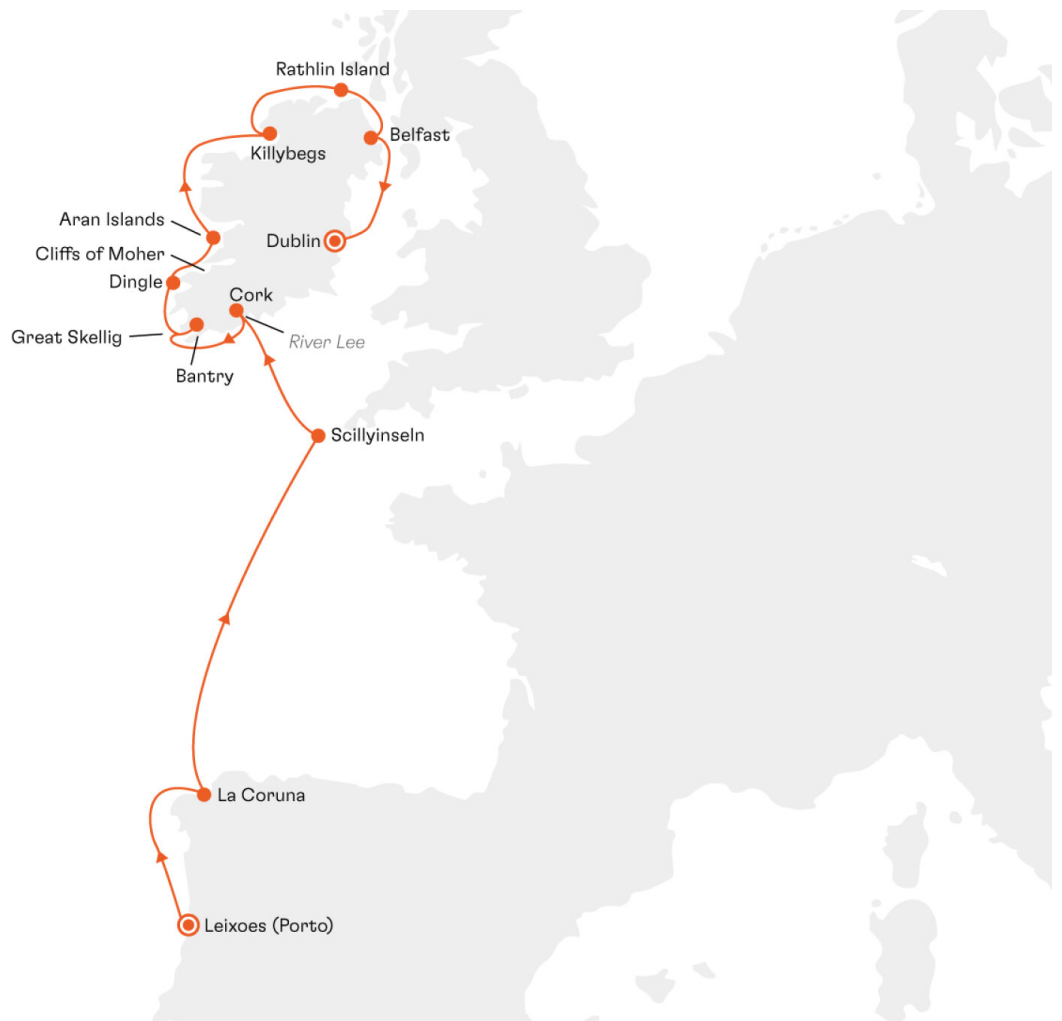 Rathlin Island
Belfast
Killybegs
Aran Islands
Dublin
Cliffs of Moher
Dingle
Cork
Great Skellig
River Lee
Bantry
Scillyinseln
La Coruna
Leixoes (Porto)